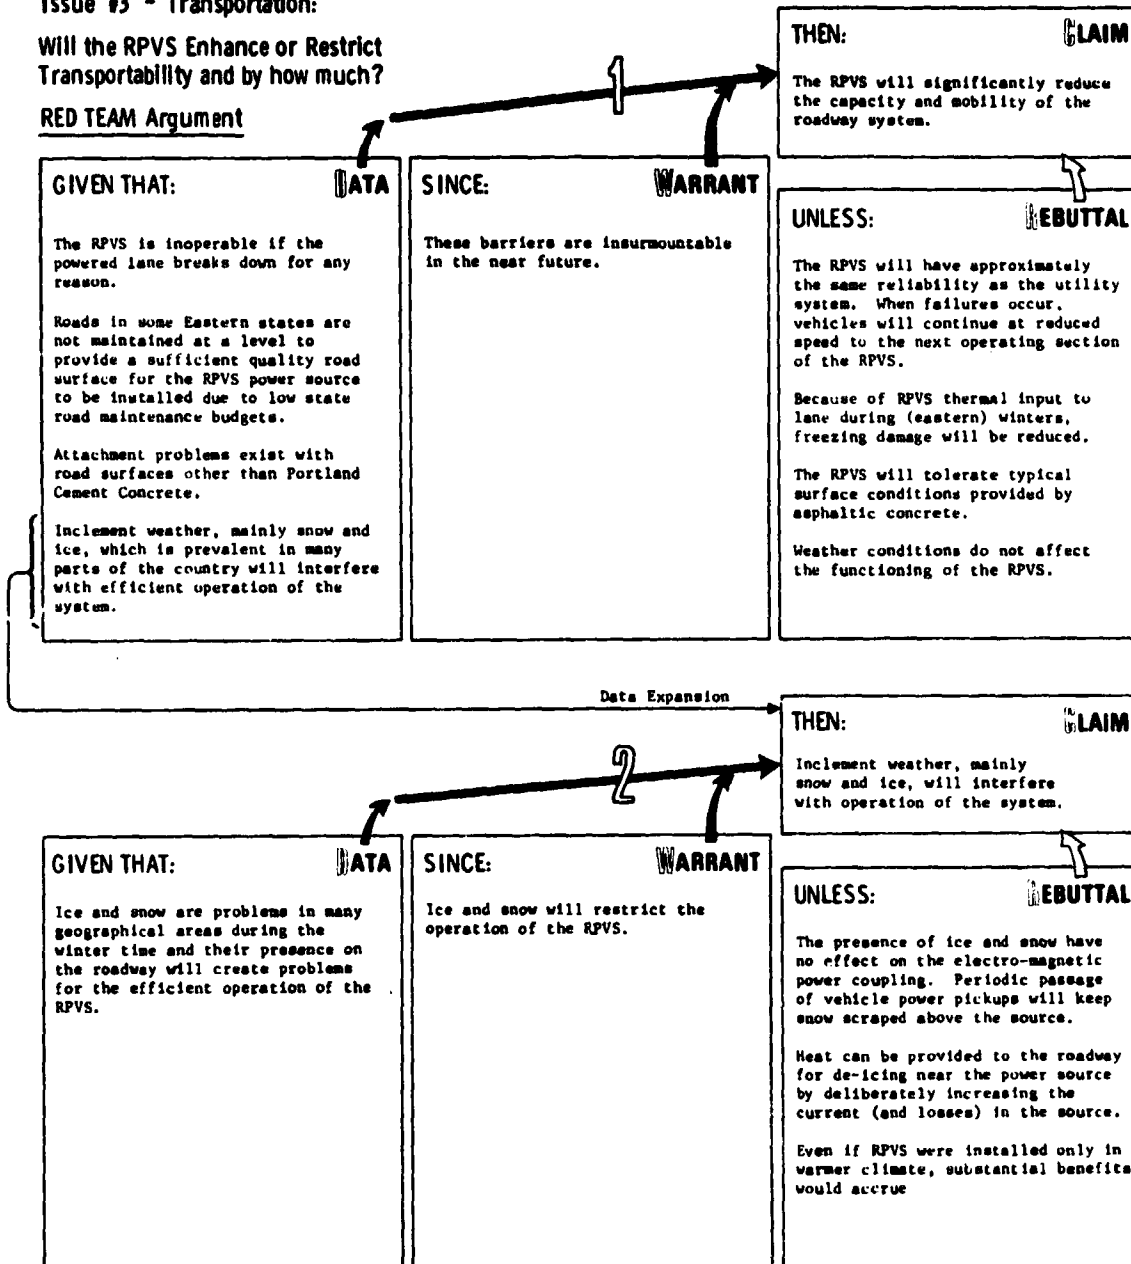 Issue #3 - Transportation:
Will the RPVS Enhance or Restrict
Transportability and by how much?
RED TEAM Argument
1
THEN: CLAIM
The RPVS will significantly reduce
the capacity and mobility of the
roadway system.
GIVEN THAT: DATA
The RPVS is inoperable if the
powered lane breaks down for any
reason.
Roads in some Eastern states are
not maintained at a level to
provide a sufficient quality road
surface for the RPVS power source
to be installed due to low state
road maintenance budgets.
Attachment problems exist with
road surfaces other than Portland
Cement Concrete.
Inclement weather, mainly snow and
ice, which is prevalent in many
parts of the country will interfere
with efficient operation of the
system.
SINCE: WARRANT
These barriers are insurmountable
in the near future.
UNLESS: REBUTTAL
The RPVS will have approximately
the same reliability as the utility
system. When failures occur,
vehicles will continue at reduced
speed to the next operating section
of the RPVS.
Because of RPVS thermal input to
lane during (eastern) winters,
freezing damage will be reduced.
The RPVS will tolerate typical
surface conditions provided by
asphaltic concrete.
Weather conditions do not affect
the functioning of the RPVS.
Data Expansion
2
THEN: CLAIM
Inclement weather, mainly
snow and ice, will interfere
with operation of the system.
GIVEN THAT: DATA
Ice and snow are problems in many
geographical areas during the
winter time and their presence on
the roadway will create problems
for the efficient operation of the
RPVS.
SINCE: WARRANT
Ice and snow will restrict the
operation of the RPVS.
UNLESS: REBUTTAL
The presence of ice and snow have
no effect on the electro-magnetic
power coupling. Periodic passage
of vehicle power pickups will keep
snow scraped above the source.
Heat can be provided to the roadway
for de-icing near the power source
by deliberately increasing the
current (and losses) in the source.
Even if RPVS were installed only in
warmer climate, substantial benefits
would accrue